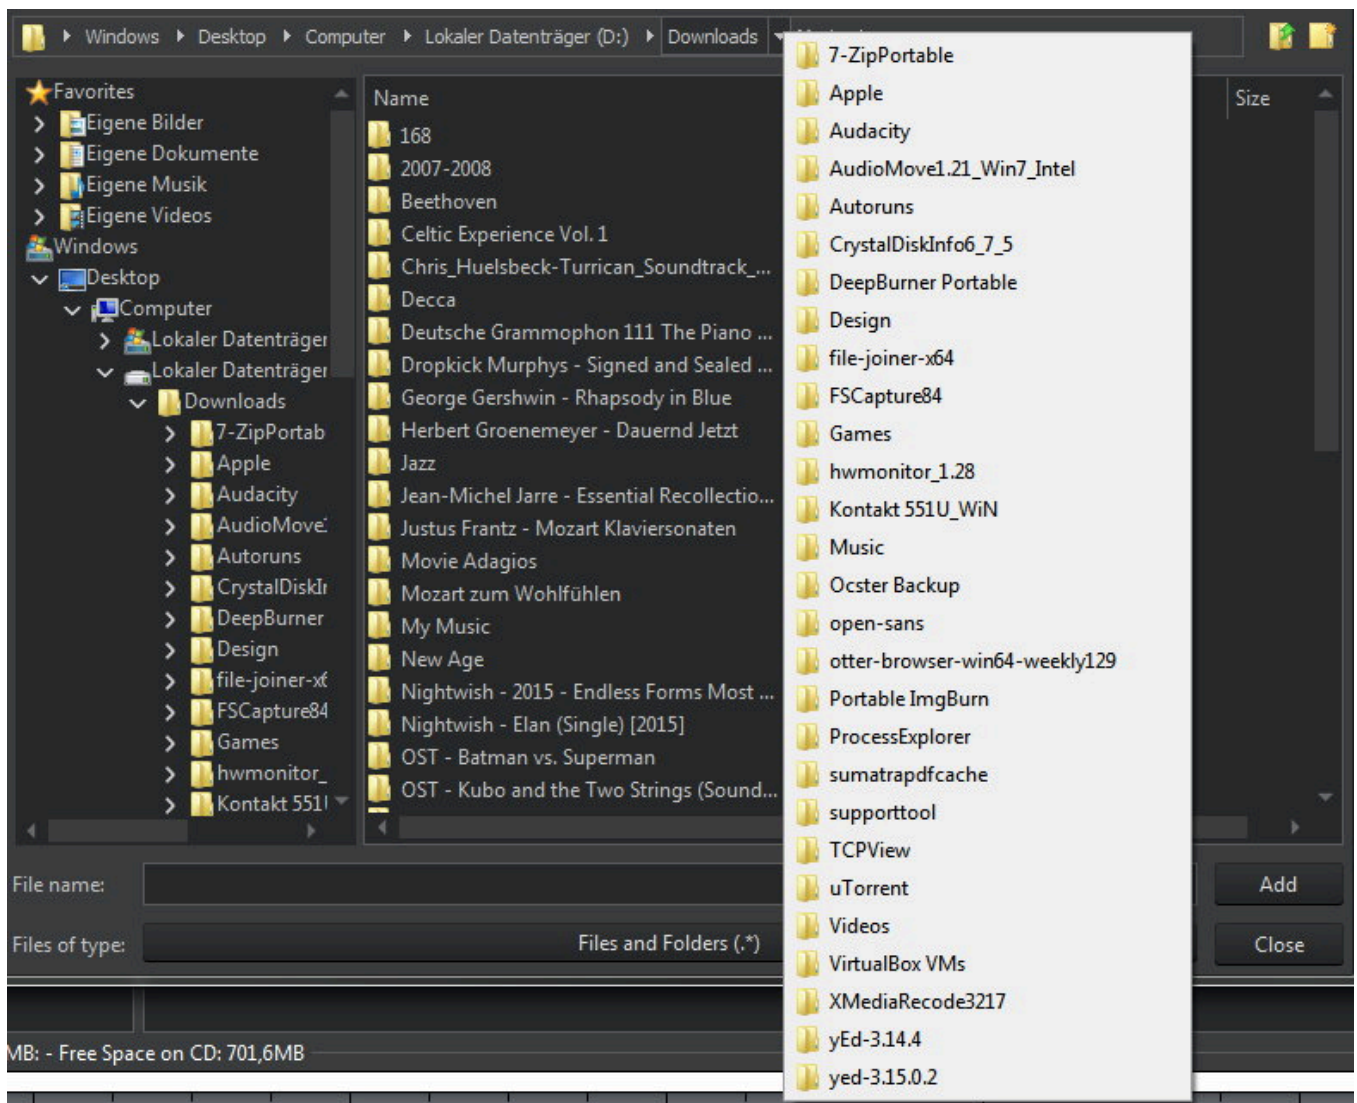 Windows Desktop Computer Lokaler Datenträger (D:) Downloads
Favorites
Eigene Bilder
Eigene Dokumente
Eigene Musik
Eigene Videos
Windows
Desktop
Computer
Lokaler Datenträger
Lokaler Datenträger
Downloads
7-ZipPortab
Apple
Audacity
AudioMove
Autoruns
CrystalDiskI
DeepBurner
Design
file-joiner-x6
FSCapture84
Games
hwmonitor_
Kontakt 551
Name
168
2007-2008
Beethoven
Celtic Experience Vol. 1
Chris_Huelsbeck-Turrican_Soundtrack_...
Decca
Deutsche Grammophon 111 The Piano ...
Dropkick Murphys - Signed and Sealed ...
George Gershwin - Rhapsody in Blue
Herbert Groenemeyer - Dauernd Jetzt
Jazz
Jean-Michel Jarre - Essential Recollectio...
Justus Frantz - Mozart Klaviersonaten
Movie Adagios
Mozart zum Wohlfühlen
My Music
New Age
Nightwish - 2015 - Endless Forms Most ...
Nightwish - Elan (Single) [2015]
OST - Batman vs. Superman
OST - Kubo and the Two Strings (Sound...
7-ZipPortable
Apple
Audacity
AudioMove1.21_Win7_Intel
Autoruns
CrystalDiskInfo6_7_5
DeepBurner Portable
Design
file-joiner-x64
FSCapture84
Games
hwmonitor_1.28
Kontakt 551U_WiN
Music
Ocster Backup
open-sans
otter-browser-win64-weekly129
Portable ImgBurn
ProcessExplorer
sumatrapdfcache
supporttool
TCPView
uTorrent
Videos
VirtualBox VMs
XMediaRecode3217
yEd-3.14.4
yed-3.15.0.2
Size
File name:
Add
Files of type: Files and Folders (.*)
Close
MB: - Free Space on CD: 701,6MB